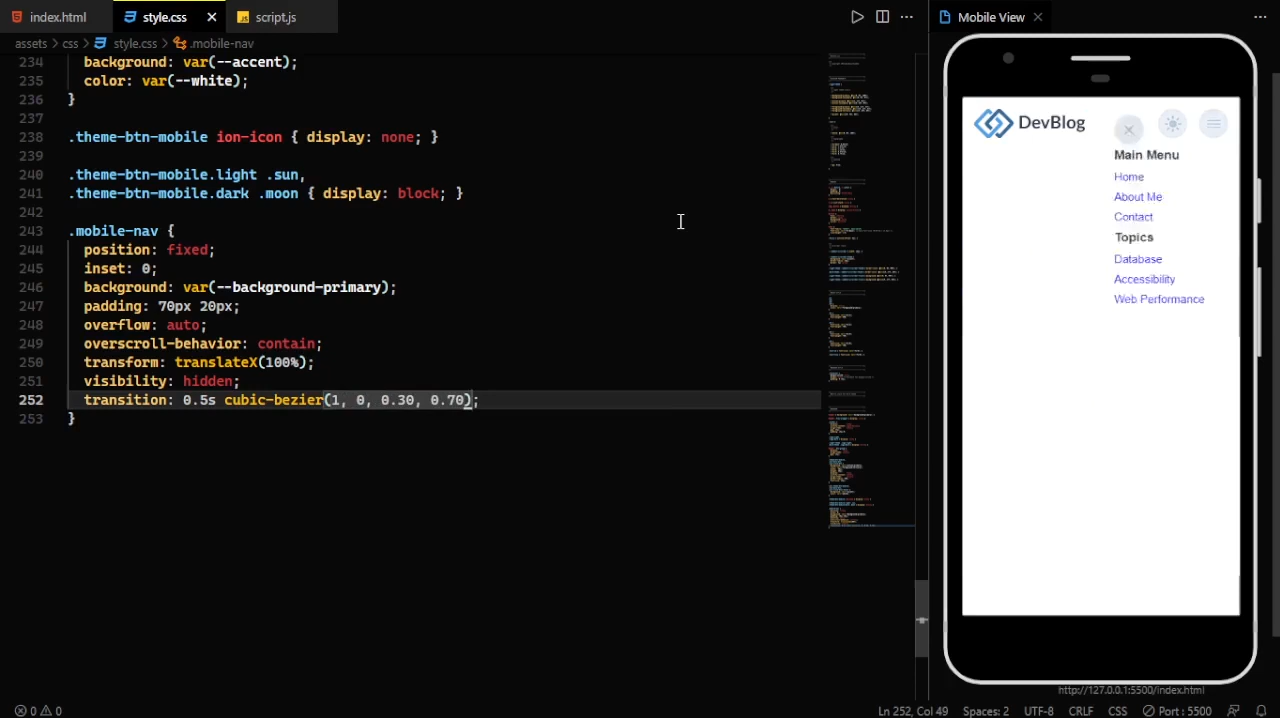 index.html
style.css
script.js
Mobile View
assets > css > style.css > .mobile-nav
234 background: var(--accent);
235 color: var(--white);
236 }
237
238 .theme-btn-mobile ion-icon { display: none; }
239
240 .theme-btn-mobile.light .sun,
241 .theme-btn-mobile.dark .moon { display: block; }
242
243 .mobile-nav {
244 position: fixed;
245 inset: 0;
246 background: var(--background-primary);
247 padding: 70px 20px;
248 overflow: auto;
249 overscroll-behavior: contain;
250 transform: translateX(100%);
251 visibility: hidden;
252 transition: 0.5s cubic-bezier(1, 0, 0.30, 0.70);
253 }
DevBlog
Main Menu
Home
About Me
Contact
Topics
Database
Accessibility
Web Performance
http://127.0.0.1:5500/index.html
0 0
Ln 252, Col 49
Spaces: 2
UTF-8
CRLF
CSS
Port : 5500